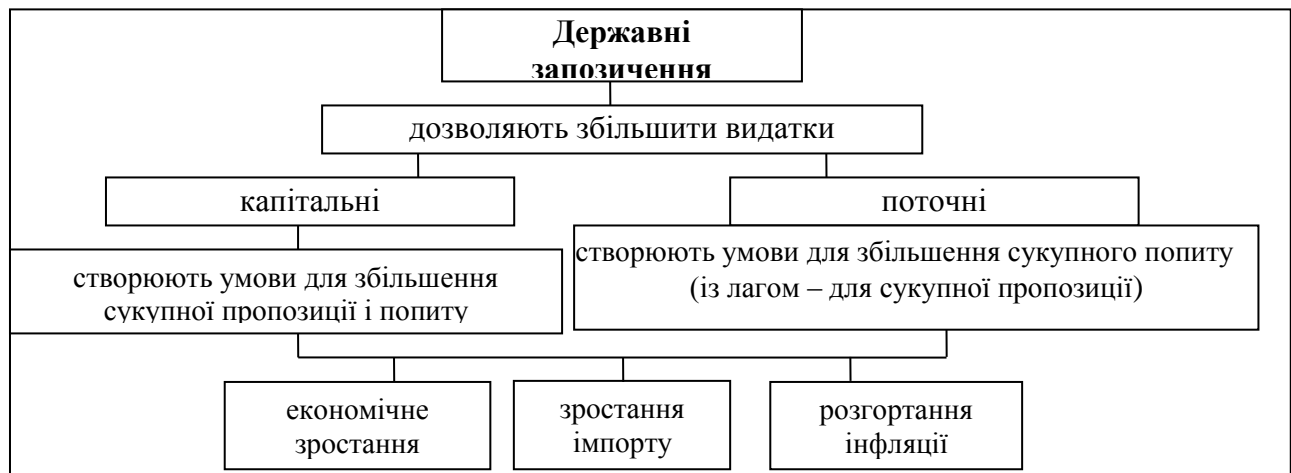 Державні
запозичення
дозволяють збільшити видатки
капітальні
поточні
створюють умови для збільшення
сукупної пропозиції і попиту
створюють умови для збільшення сукупного попиту
(із лагом – для сукупної пропозиції)
економічне
зростання
зростання
імпорту
розгортання
інфляції